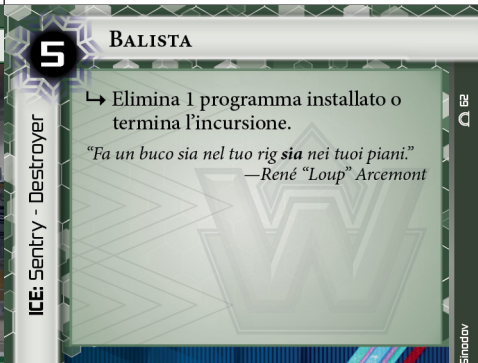 5
BALISTA
↳ Elimina 1 programma installato o
termina l'incursione.
“Fa un buco sia nel tuo rig sia nei tuoi piani.”
—René “Loup” Arcemont
ICE: Sentry - Destroyer
62
Sinodov